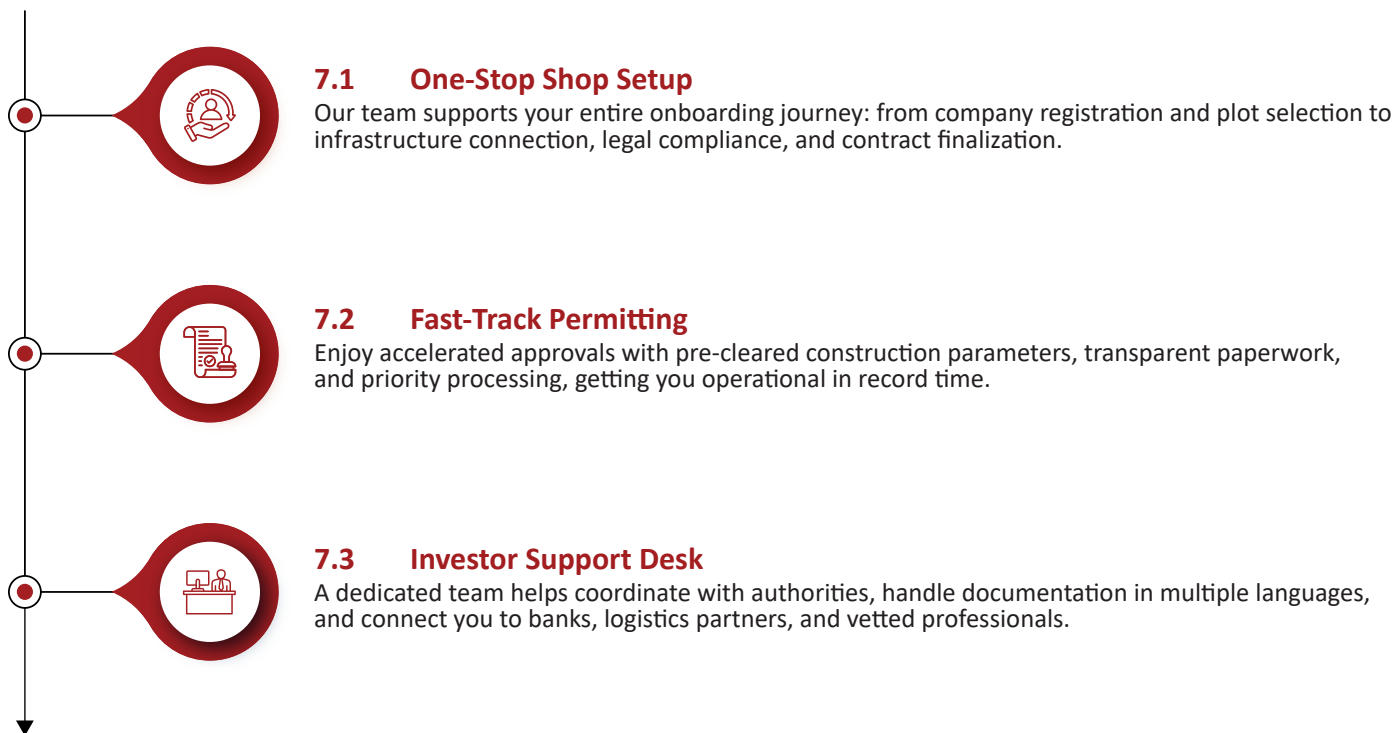 7.1 One-Stop Shop Setup
Our team supports your entire onboarding journey: from company registration and plot selection to
infrastructure connection, legal compliance, and contract finalization.
7.2 Fast-Track Permitting
Enjoy accelerated approvals with pre-cleared construction parameters, transparent paperwork,
and priority processing, getting you operational in record time.
7.3 Investor Support Desk
A dedicated team helps coordinate with authorities, handle documentation in multiple languages,
and connect you to banks, logistics partners, and vetted professionals.